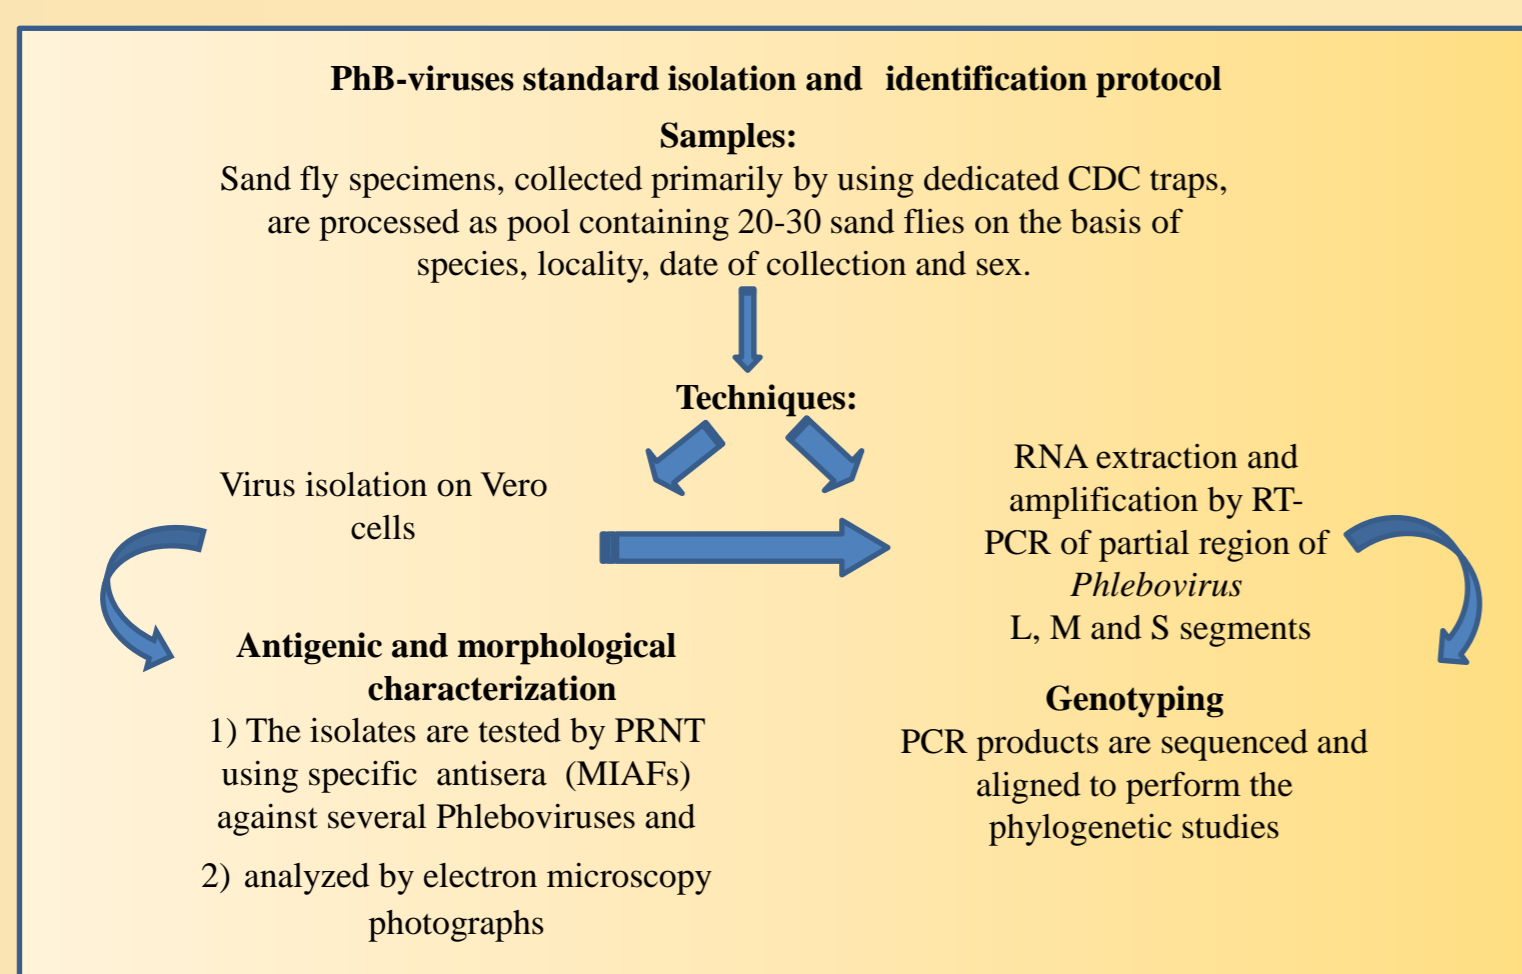 PhB-viruses standard isolation and identification protocol
Samples:
Sand fly specimens, collected primarily by using dedicated CDC traps,
are processed as pool containing 20-30 sand flies on the basis of
species, locality, date of collection and sex.
Techniques:
Virus isolation on Vero
cells
RNA extraction and
amplification by RT-
PCR of partial region of
Phlebovirus
L, M and S segments
Antigenic and morphological
characterization
1) The isolates are tested by PRNT
using specific antisera (MIAFs)
against several Phleboviruses and
2) analyzed by electron microscopy
photographs
Genotyping
PCR products are sequenced and
aligned to perform the
phylogenetic studies